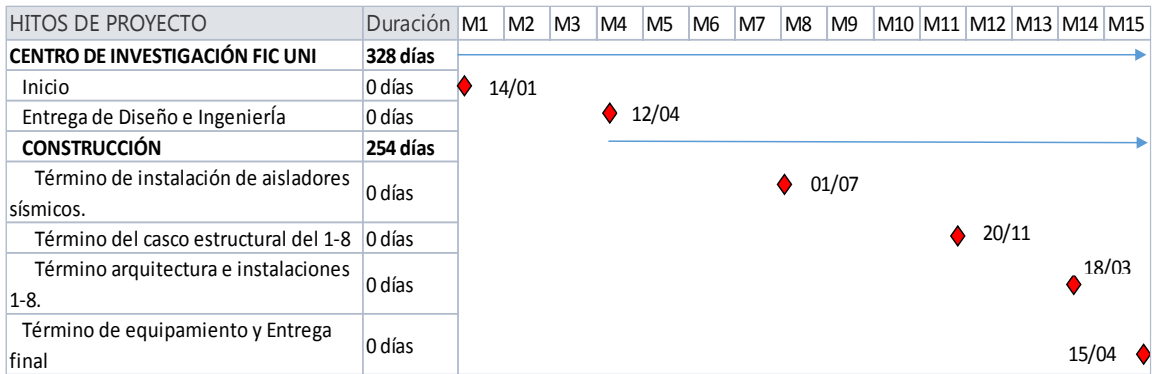 HITOS DE PROYECTO Duración M1 M2 M3 M4 M5 M6 M7 M8 M9 M10 M11 M12 M13 M14 M15
CENTRO DE INVESTIGACIÓN FIC UNI 328 días
Inicio 0 días 14/01
Entrega de Diseño e Ingeniería 0 días 12/04
CONSTRUCCIÓN 254 días
Término de instalación de aisladores
sísmicos. 0 días 01/07
Término del casco estructural del 1-8 0 días 20/11
Término arquitectura e instalaciones
1-8. 0 días 18/03
Término de equipamiento y Entrega
final 0 días 15/04